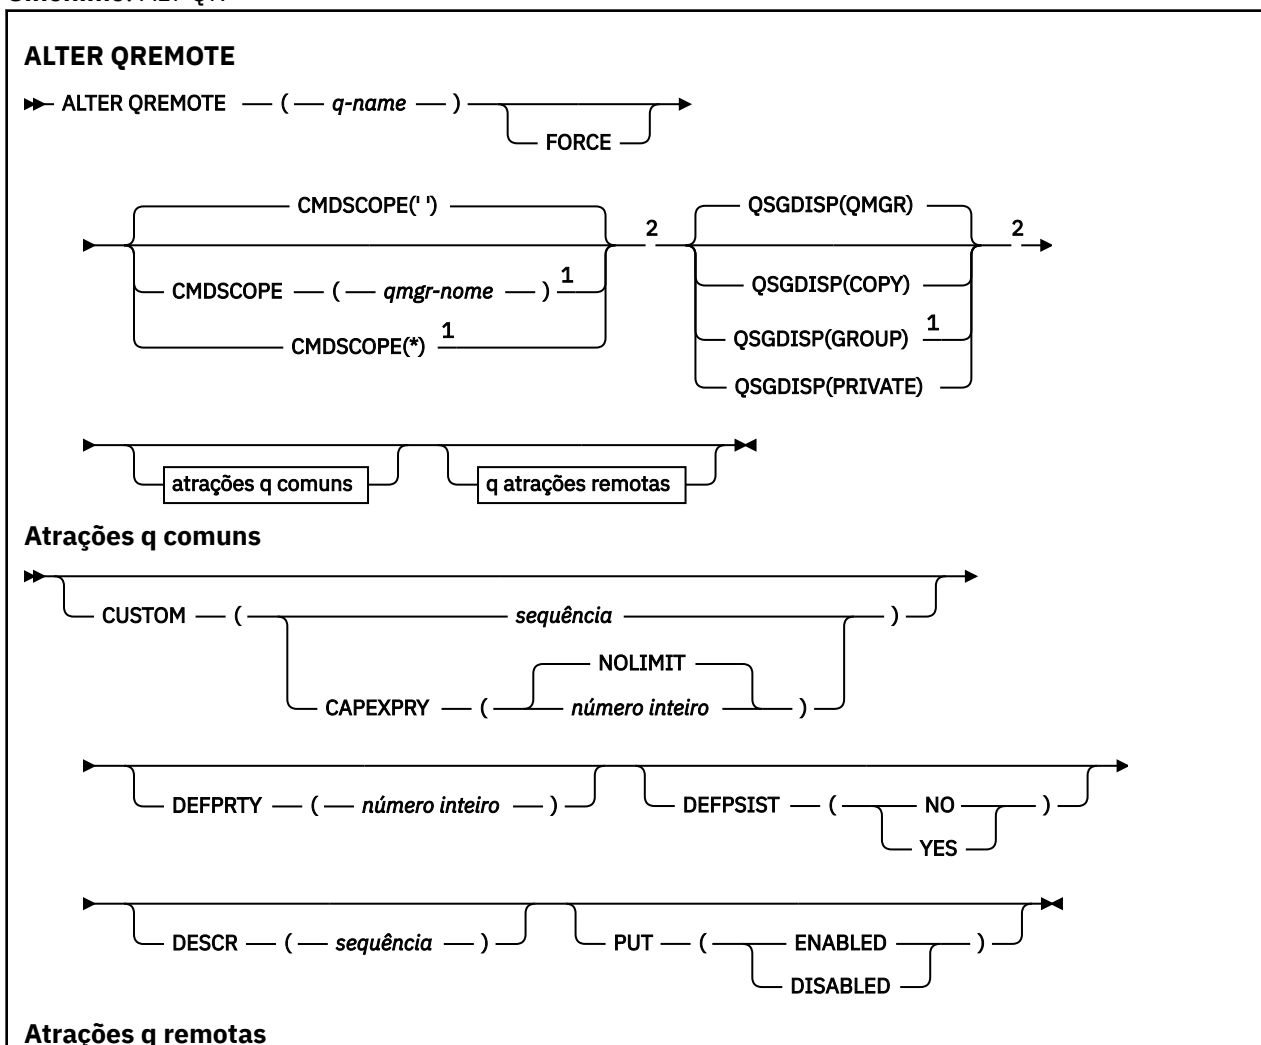 ALTER QREMOTE
ALTER QREMOTE ( q-name )
FORCE
CMDSCOPE(' ')
CMDSCOPE ( qmgr-nome ) 1
CMDSCOPE(*) 1
2
QSGDISP(QMGR)
QSGDISP(COPY)
QSGDISP(GROUP) 1
QSGDISP(PRIVATE)
2
atrações q comuns
q atrações remotas
Atrações q comuns
CUSTOM ( sequência )
CAPEXPRY ( NOLIMIT
número inteiro )
DEFPRTY ( número inteiro )
DEFPSIST ( NO )
YES
DESCR ( sequência )
PUT ( ENABLED )
DISABLED
Atrações q remotas